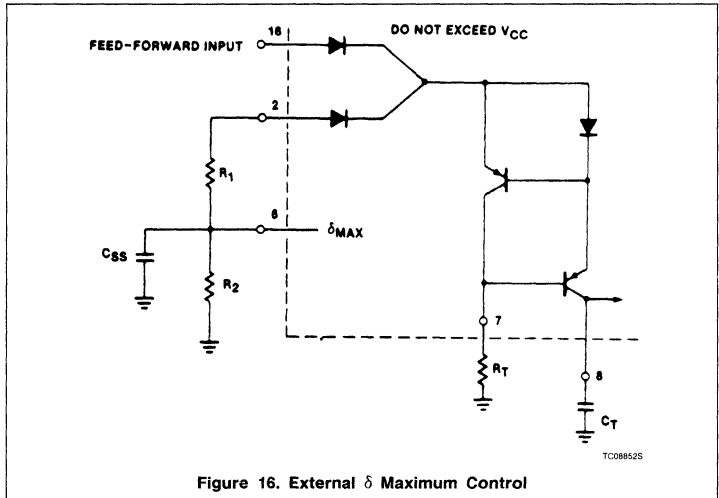 16
DO NOT EXCEED VCC
FEED-FORWARD INPUT
2
R1
6
δMAX
CSS
R2
7
RT
8
CT
TC08852S
Figure 16. External δ Maximum Control